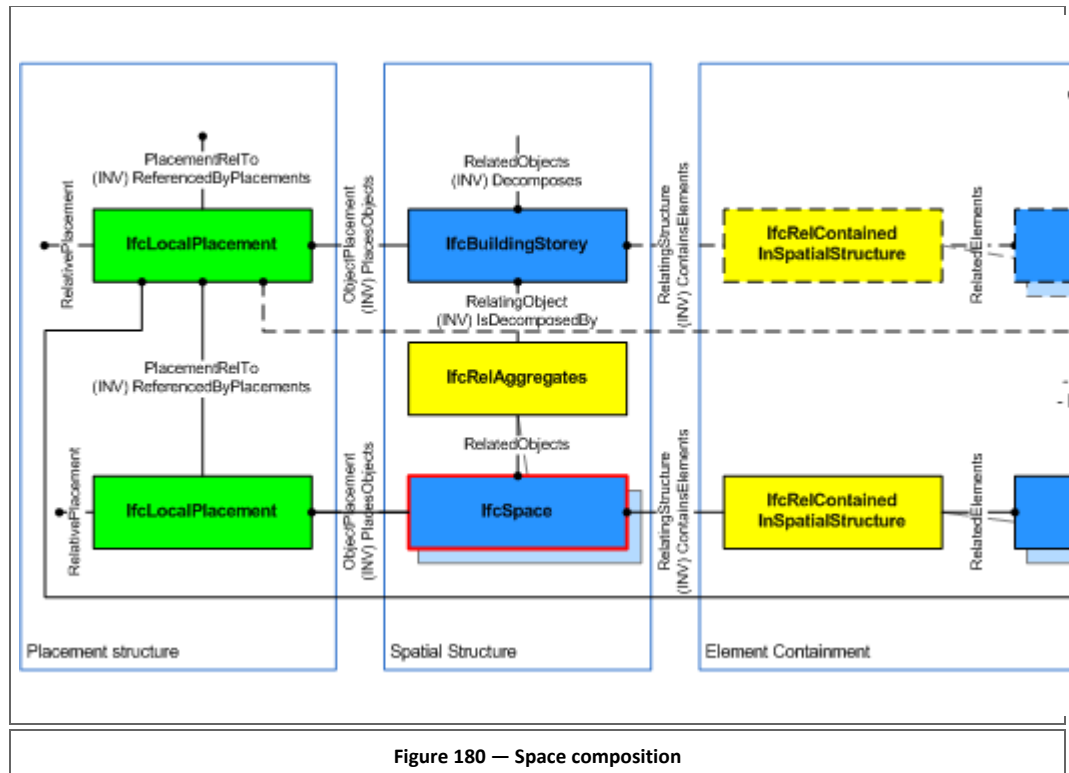 PlacementRelTo
(INV) ReferencedByPlacements
RelatedObjects
(INV) Decomposes
RelativePlacement
IfcLocalPlacement
ObjectPlacement
(INV) PlacesObjects
IfcBuildingStorey
RelatingStructure
(INV) ContainsElements
IfcRelContained
InSpatialStructure
RelatedElements
RelatingObject
(INV) IsDecomposedBy
PlacementRelTo
(INV) ReferencedByPlacements
IfcRelAggregates
RelatedObjects
RelativePlacement
IfcLocalPlacement
ObjectPlacement
(INV) PlacesObjects
IfcSpace
RelatingStructure
(INV) ContainsElements
IfcRelContained
InSpatialStructure
RelatedElements
Placement structure
Spatial Structure
Element Containment
Figure 180 — Space composition